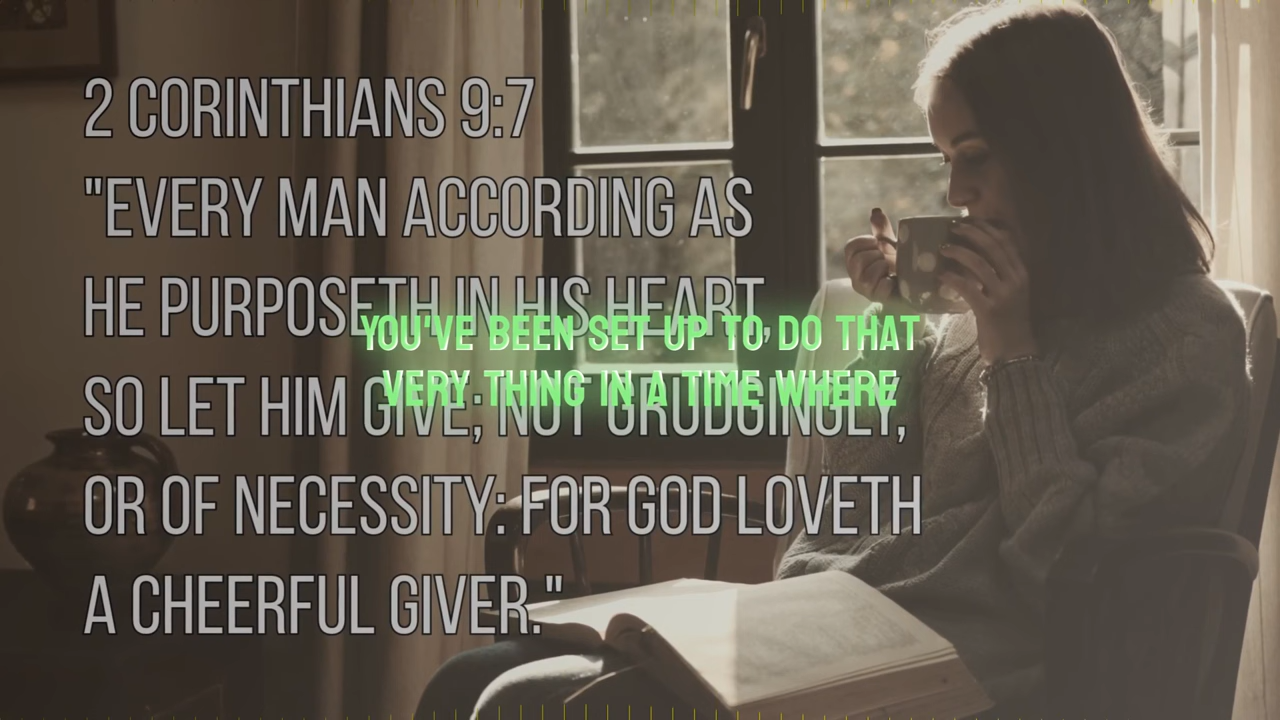 2 CORINTHIANS 9:7
"EVERY MAN ACCORDING AS
HE PURPOSETH IN HIS HEART,
SO LET HIM GIVE; NOT GRUDGINGLY,
OR OF NECESSITY: FOR GOD LOVETH
A CHEERFUL GIVER."
YOU'VE BEEN SET UP TO DO THAT
VERY THING IN A TIME WHERE